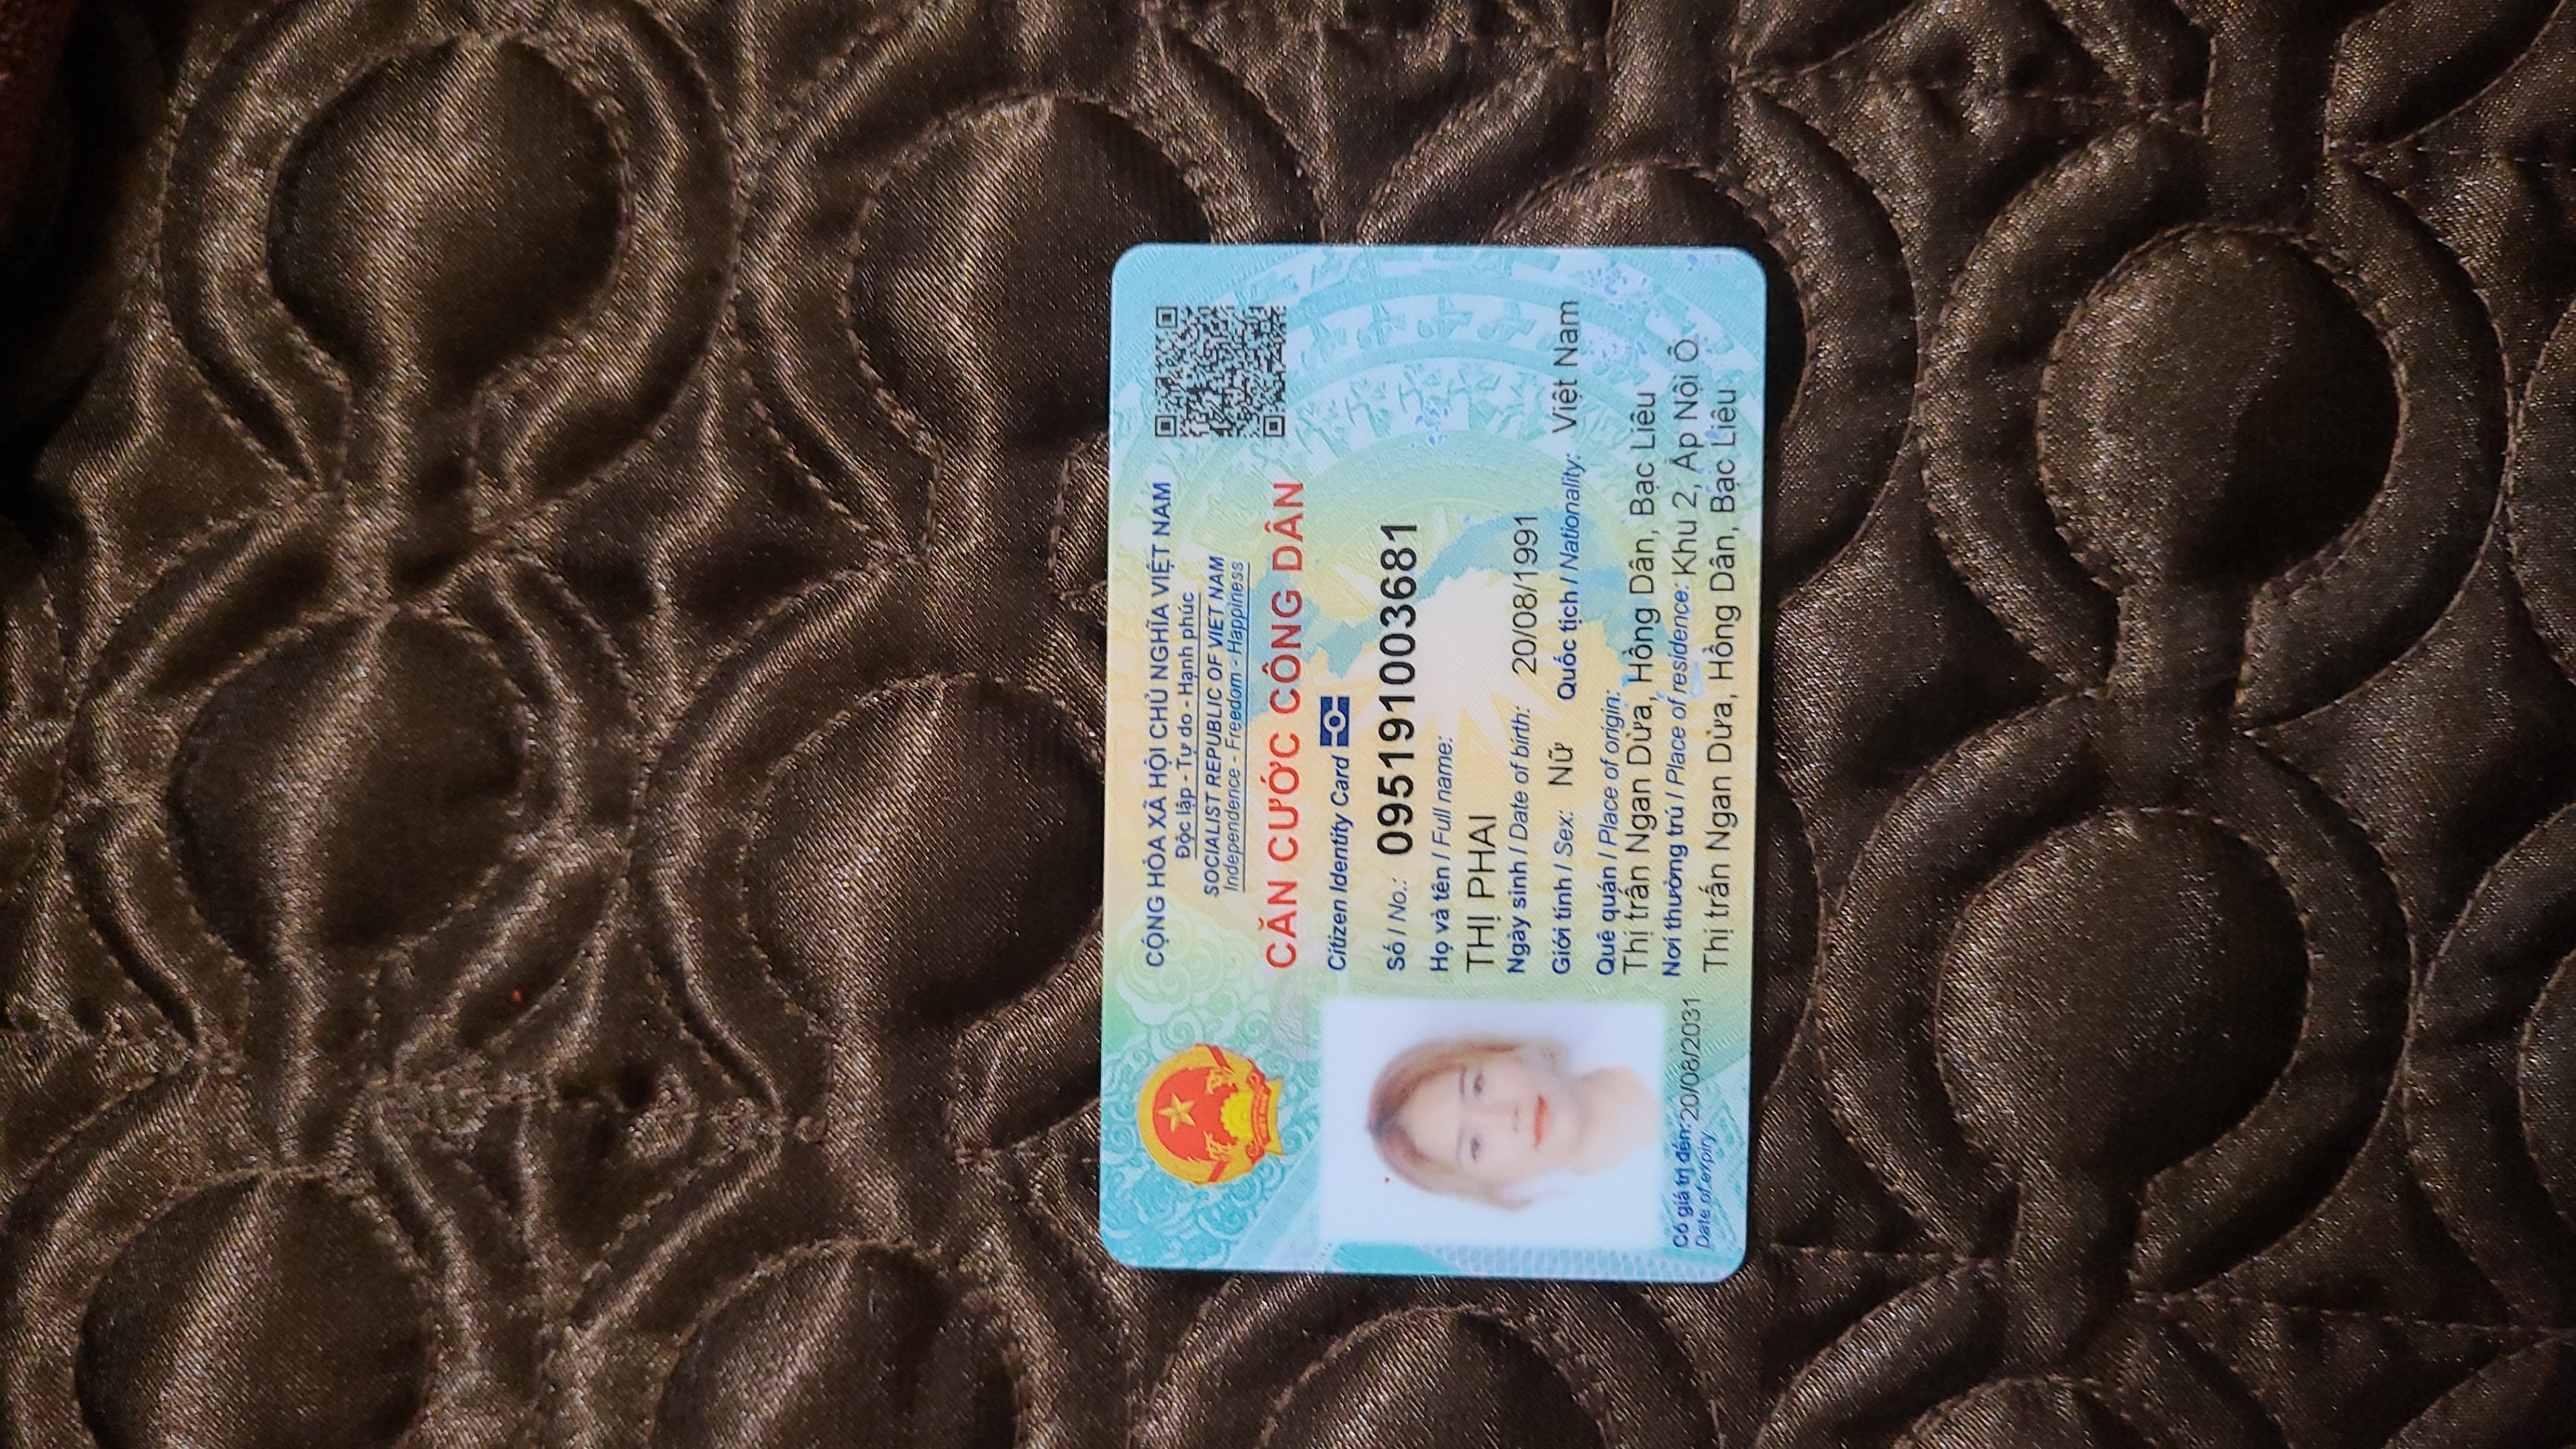 CỘNG HÒA XÃ HỘI CHỦ NGHĨA VIỆT NAM
Độc lập - Tự do - Hạnh phúc
SOCIALIST REPUBLIC OF VIET NAM
Independence - Freedom - Happiness
CĂN CƯỚC CÔNG DÂN
Citizen Identity Card
Số / No.: 095191003681
Họ và tên / Full name:
THỊ PHAI
Ngày sinh / Date of birth: 20/08/1991
Giới tính / Sex: Nữ Quốc tịch / Nationality: Việt Nam
Quê quán / Place of origin:
Thị trấn Ngan Dừa, Hồng Dân, Bạc Liêu
Nơi thường trú / Place of residence: Khu 2, Ấp Nội Ô
Thị trấn Ngan Dừa, Hồng Dân, Bạc Liêu
Có giá trị đến: 20/08/2031
Date of expiry
VIỆT NAM